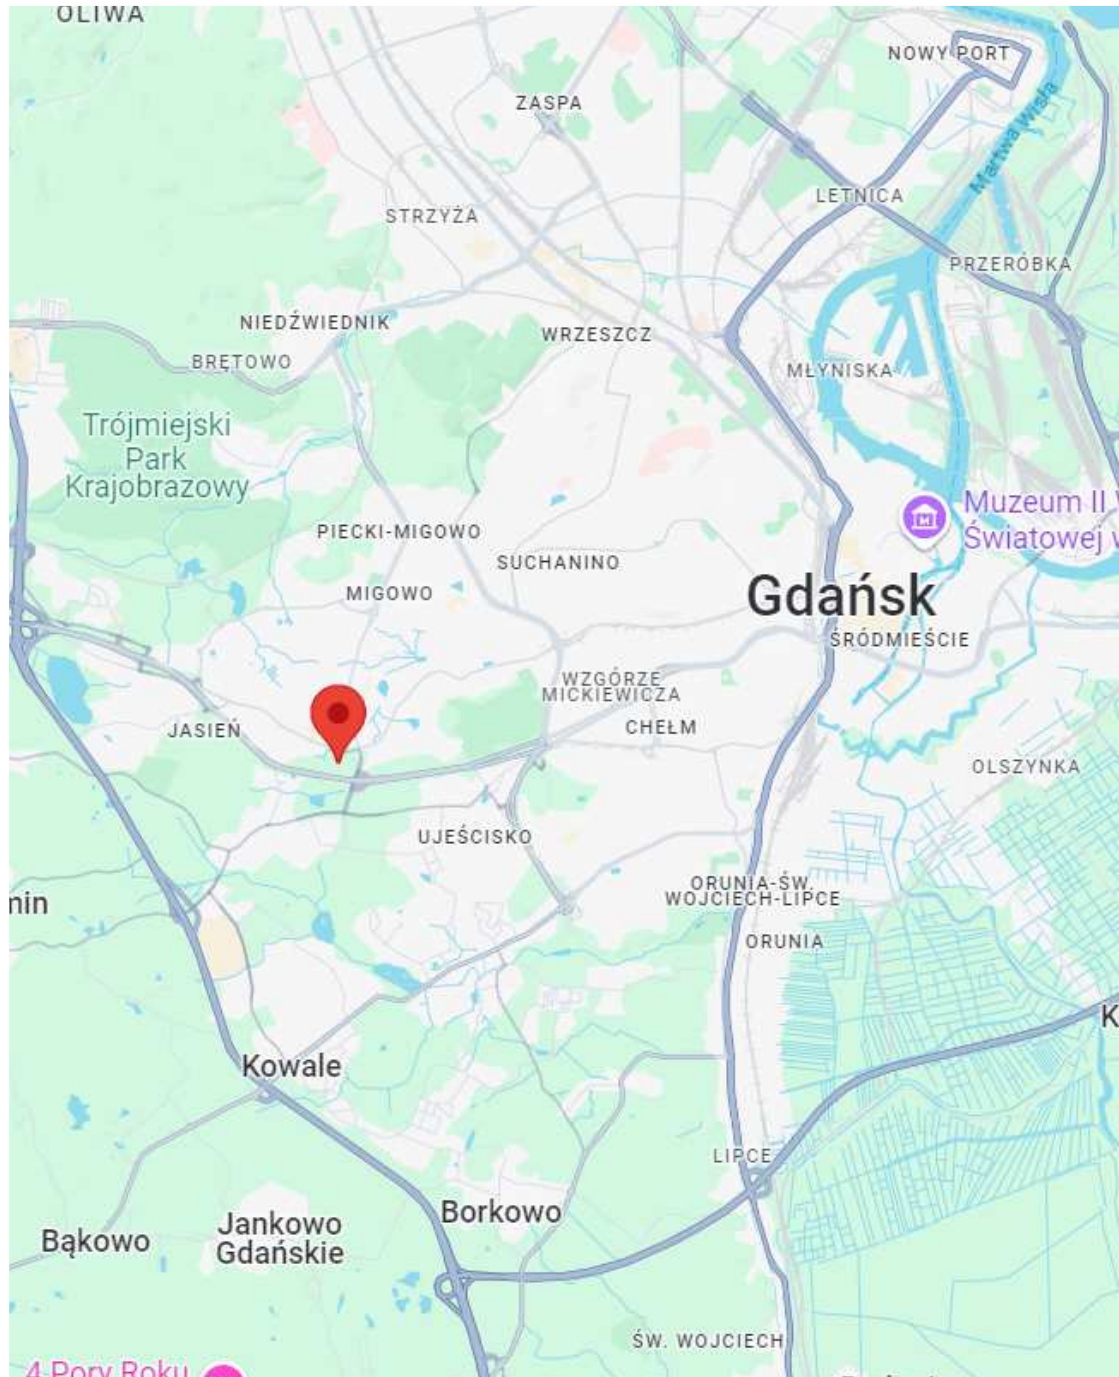 OLIWA
NOWY PORT
ZASPA
Martwa Wisła
LETNICA
STRZYŻA
PRZERÓBKA
NIEDŹWIEDNIK
WRZESZCZ
BRĘTOWO
MŁYNISKA
Trójmiejski
Park
Krajobrazowy
Muzeum II
Światowej w
PIECKI-MIGOWO
SUCHANINO
MIGOWO
Gdańsk
ŚRÓDMIEŚCIE
WZGÓRZE
MICKIEWICZA
JASIEŃ
CHEŁM
OLSZYNKA
UJEŚCISKO
min
ORUNIA-ŚW.
WOJCIECH-LIPCE
ORUNIA
K
Kowale
LIPCE
Borkowo
Jankowo
Gdańskie
Bąkowo
ŚW. WOJCIECH
4 Pory Roku